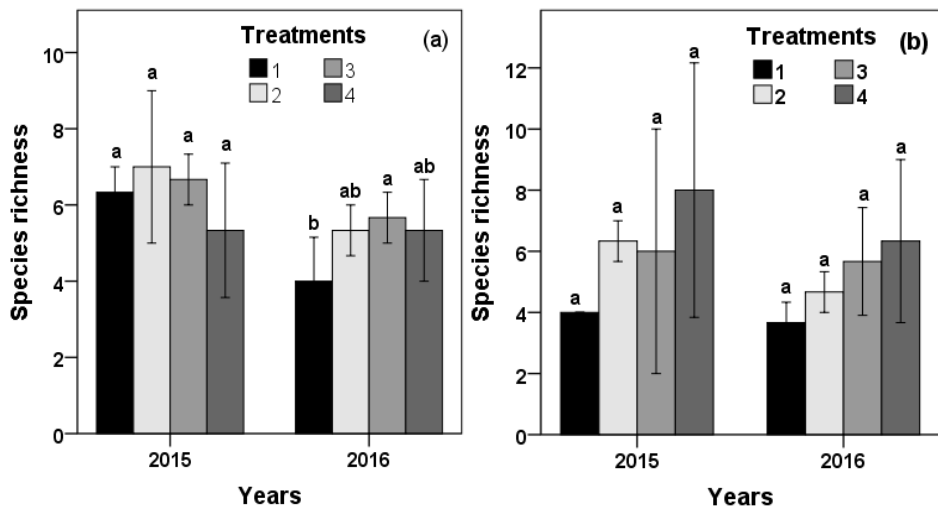 Treatments (a)
1 3
2 4
10
8
6
4
2
0
Species richness
a a a a
b ab a ab
2015 2016
Years
Treatments (b)
1 3
2 4
12
10
8
6
4
2
0
Species richness
a a a a
a a a a
2015 2016
Years